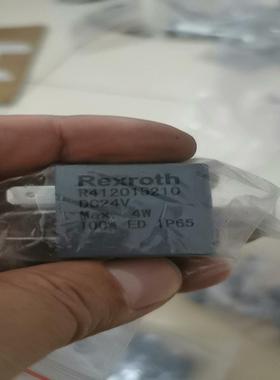 Rexroth
R412015210
DC24V
Max. 4W
100% ED IP65